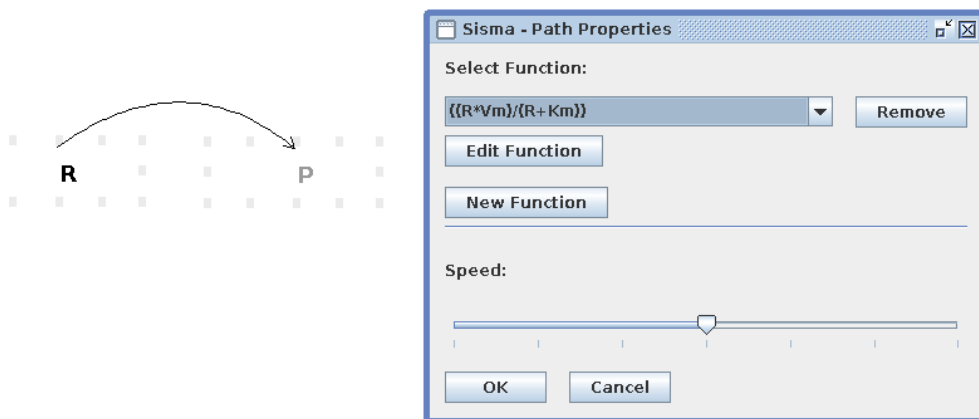 R
P
Sisma - Path Properties
Select Function:
{{R*Vm}/{R+Km}}
Remove
Edit Function
New Function
Speed:
OK
Cancel